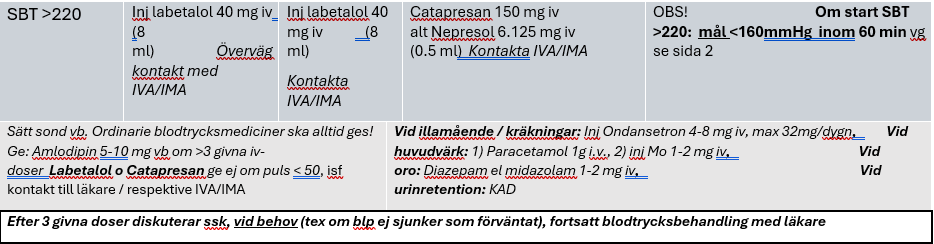 SBT >220
Inj labetalol 40 mg iv
(8
ml) Överväg
kontakt med
IVA/IMA
Inj labetalol 40
mg iv (8
ml)
Kontakta
IVA/IMA
Catapresan 150 mg iv
alt Nepresol 6.125 mg iv
(0.5 ml) Kontakta IVA/IMA
OBS! Om start SBT
>220: mål <160mmHg inom 60 min vg
se sida 2
Sätt sond vb. Ordinarie blodtrycksmediciner ska alltid ges!
Ge: Amlodipin 5-10 mg vb om >3 givna iv-
doser Labetalol o Catapresan ge ej om puls < 50, isf
kontakt till läkare / respektive IVA/IMA
Vid illamående / kräkningar: Inj Ondansetron 4-8 mg iv, max 32mg/dygn, Vid
huvudvärk: 1) Paracetamol 1g i.v., 2) inj Mo 1-2 mg iv, Vid
oro: Diazepam el midazolam 1-2 mg iv, Vid
urinretention: KAD
Efter 3 givna doser diskuterar ssk, vid behov (tex om blp ej sjunker som förväntat), fortsatt blodtrycksbehandling med läkare